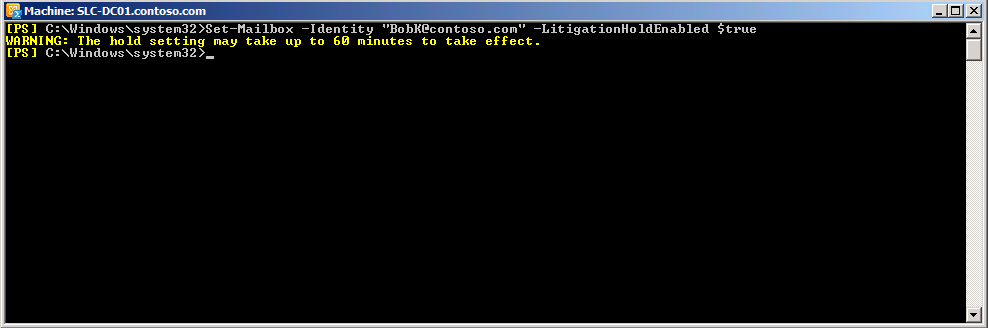 Machine: SLC-DC01.contoso.com
[PS] C:\Windows\system32>Set-Mailbox -Identity "BobK@contoso.com" -LitigationHoldEnabled $true
WARNING: The hold setting may take up to 60 minutes to take effect.
[PS] C:\Windows\system32>_